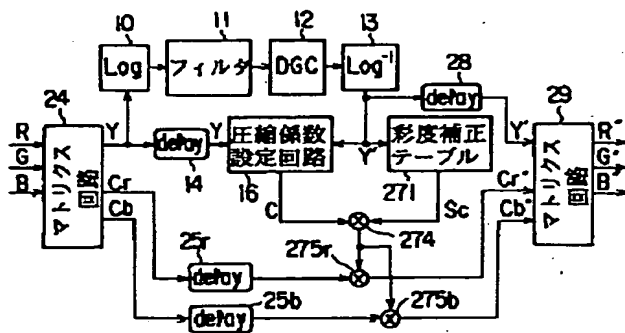 10
11
12
13
Log
フィルタ
DGC
Log⁻¹
28
delay
24
29
R
G
B
マトリクス回路
Y
delay
14
Y
圧縮係数
設定回路
16
Y'
彩度補正
テーブル
271
Y'
マトリクス回路
R'
G'
B'
Cr
Cb
C
Sc
274
Cr'
Cb'
25r
delay
275r
25b
delay
275b